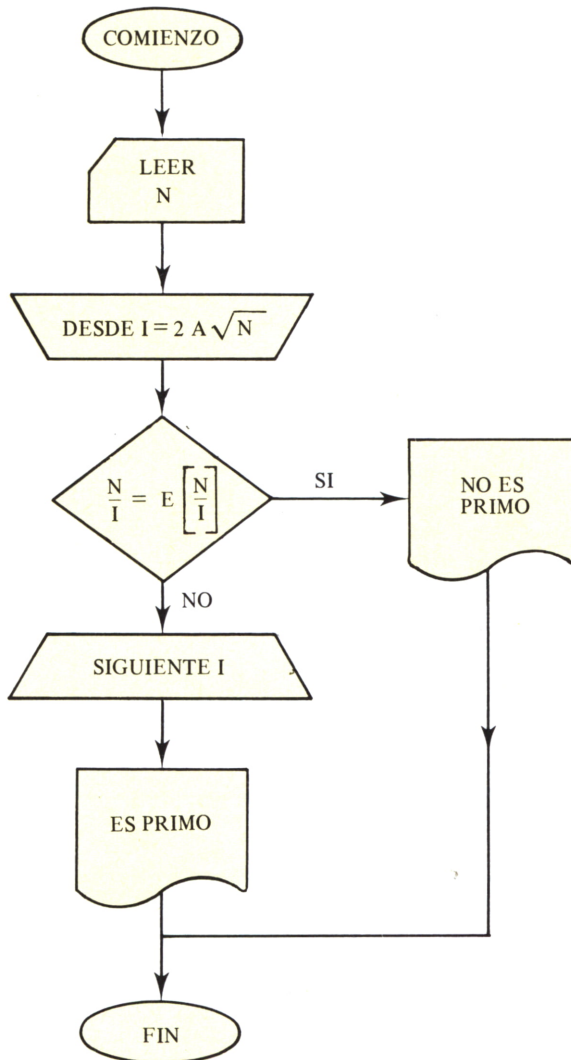 COMIENZO
LEER
N
DESDE I = 2 A √N
N/I = E [N/I]
SI
NO ES
PRIMO
NO
SIGUIENTE I
ES PRIMO
FIN